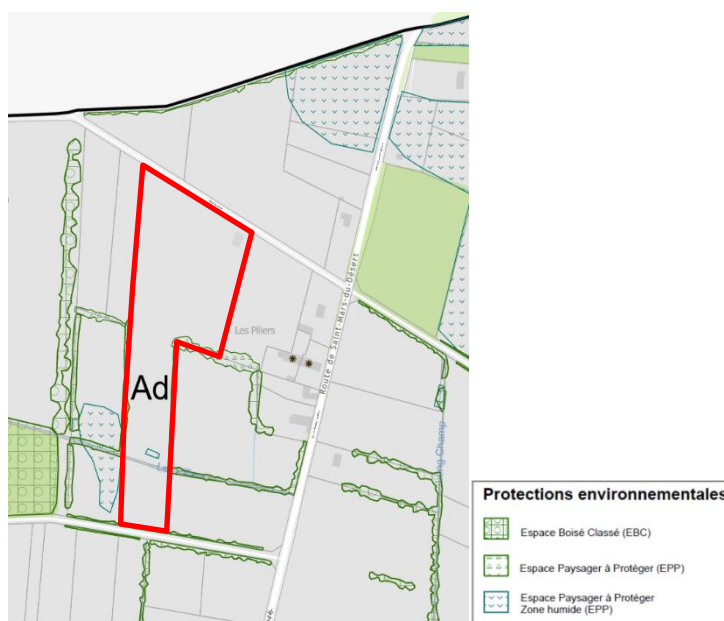 Les Piliers
Route de Saint-Mars-du-Désert
Ad
Protections environnementales
Espace Boisé Classé (EBC)
Espace Paysager à Protéger (EPP)
Espace Paysager à Protéger
Zone humide (EPP)